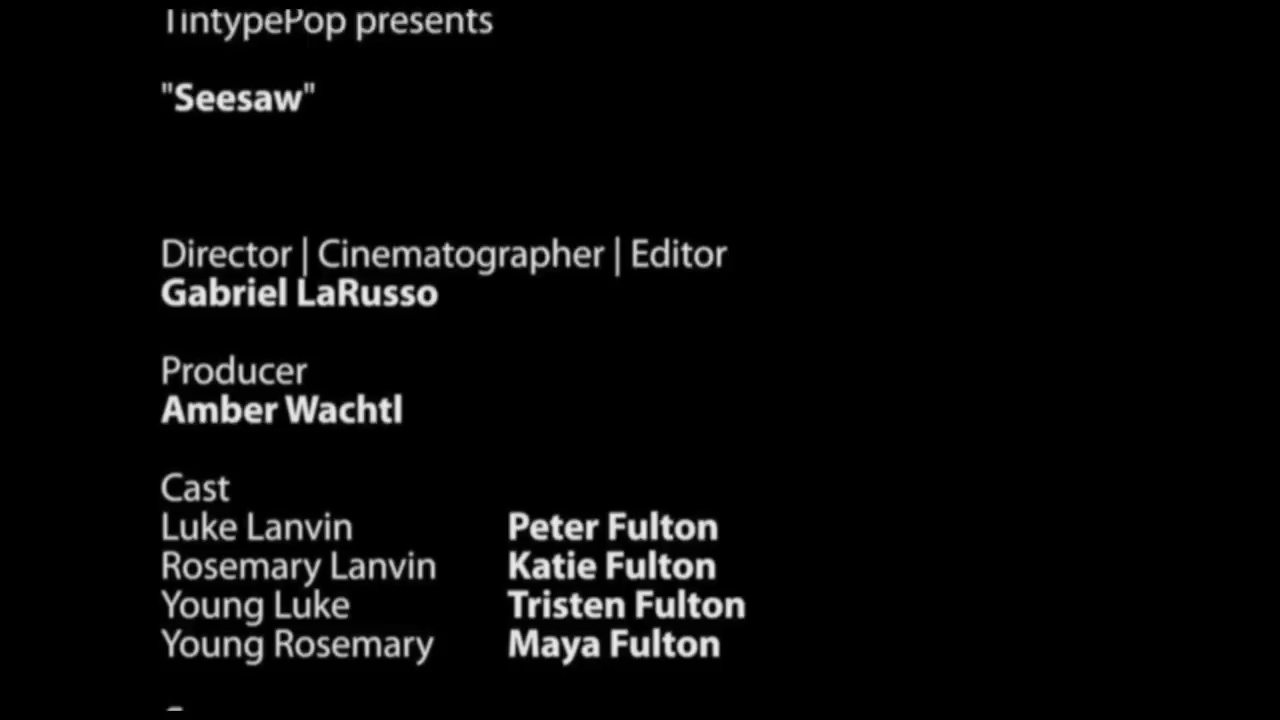 TintypePop presents
"Seesaw"
Director | Cinematographer | Editor
Gabriel LaRusso
Producer
Amber Wachtl
Cast
Luke Lanvin Peter Fulton
Rosemary Lanvin Katie Fulton
Young Luke Tristen Fulton
Young Rosemary Maya Fulton